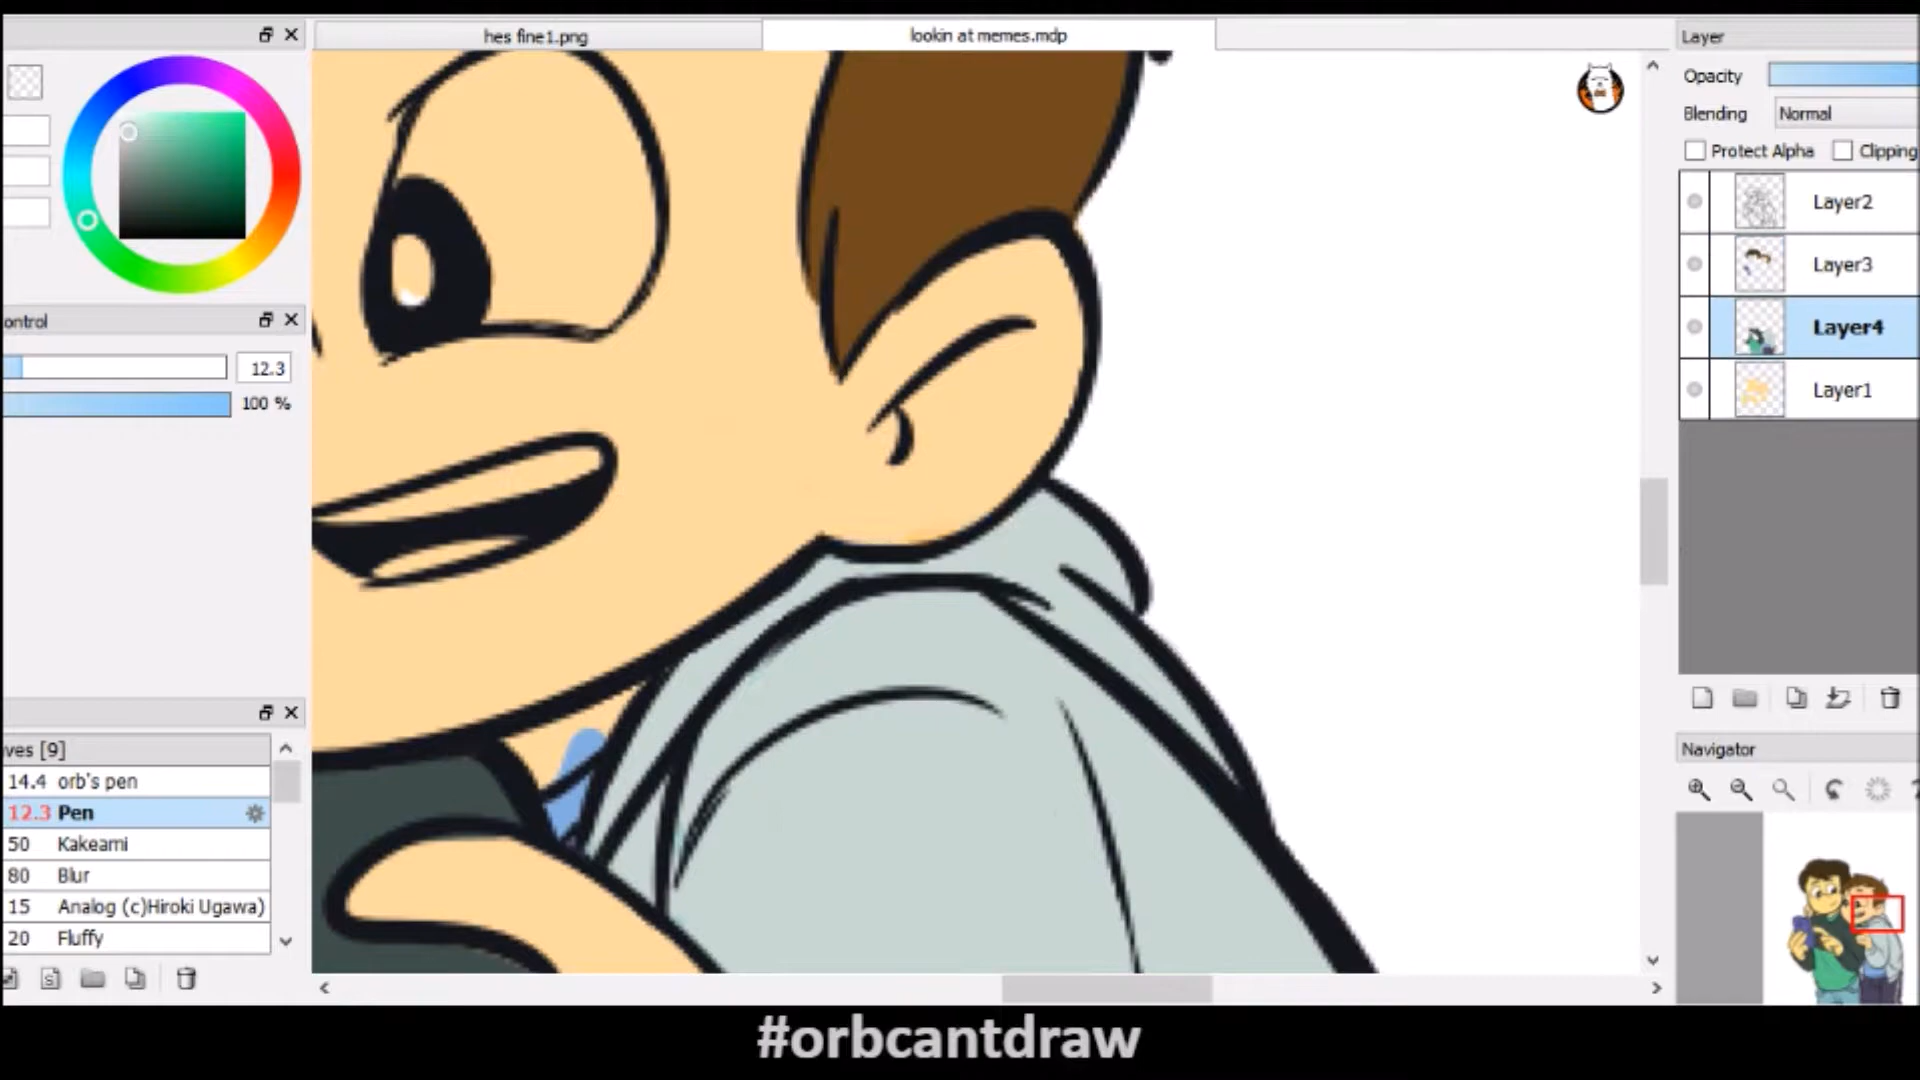 hes fine1.png
lookin at memes.mdp
Layer
Opacity
Blending Normal
Protect Alpha Clipping
Layer2
Layer3
Layer4
Layer1
ontrol
12.3
100 %
ves [9]
14.4 orb's pen
12.3 Pen
50 Kakeami
80 Blur
15 Analog (c)Hiroki Ugawa)
20 Fluffy
Navigator
#orbcantdraw